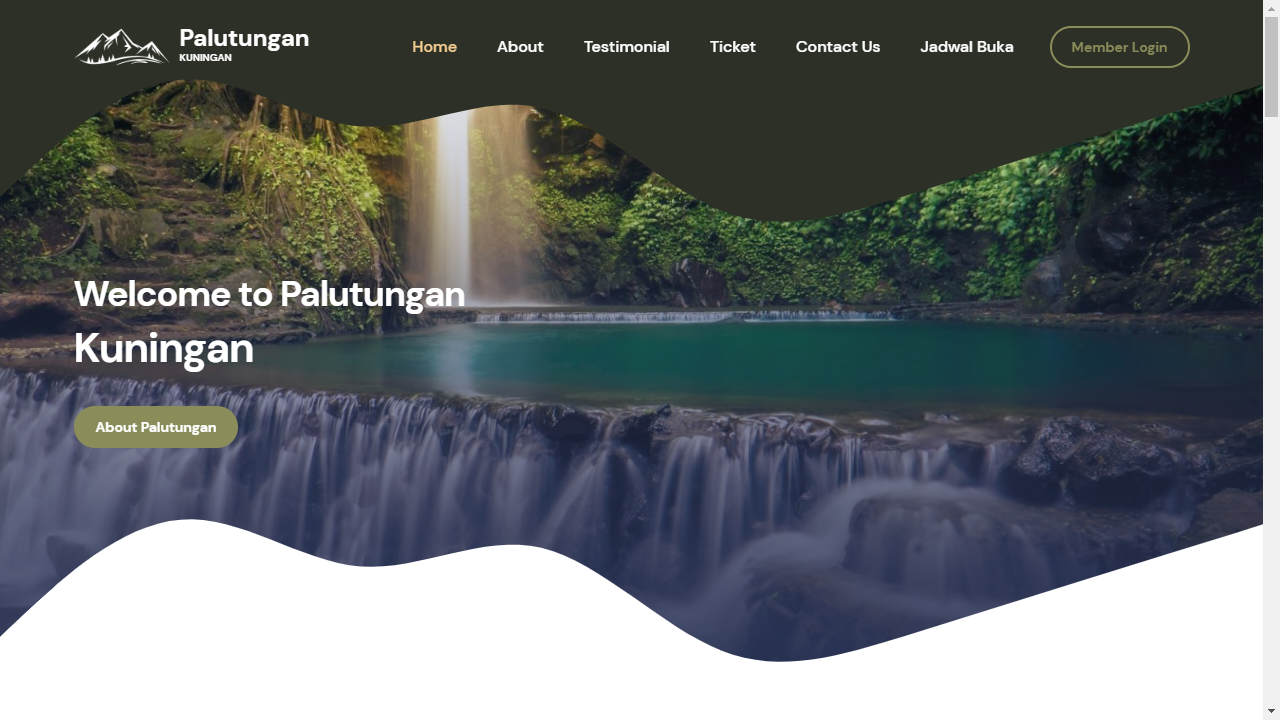 Palutungan
KUNINGAN
Home
About
Testimonial
Ticket
Contact Us
Jadwal Buka
Member Login
Welcome to Palutungan
Kuningan
About Palutungan